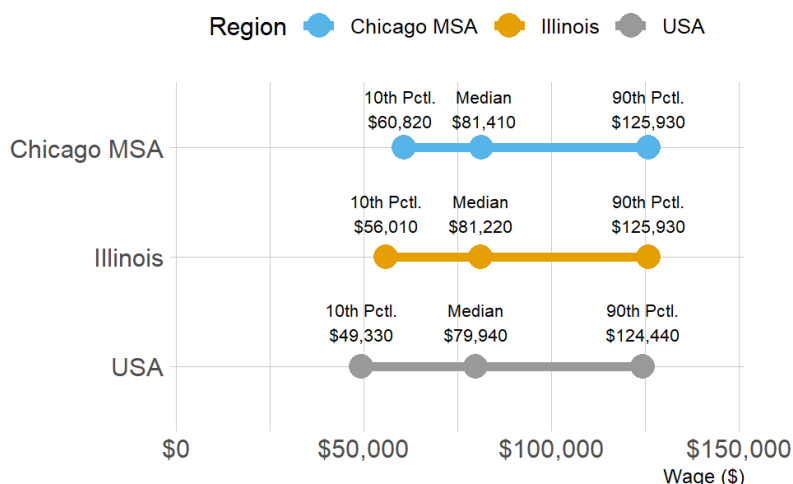 Region Chicago MSA Illinois USA
10th Pctl. Median 90th Pctl.
$60,820 $81,410 $125,930
Chicago MSA
10th Pctl. Median 90th Pctl.
$56,010 $81,220 $125,930
Illinois
10th Pctl. Median 90th Pctl.
$49,330 $79,940 $124,440
USA
$0 $50,000 $100,000 $150,000
Wage ($)